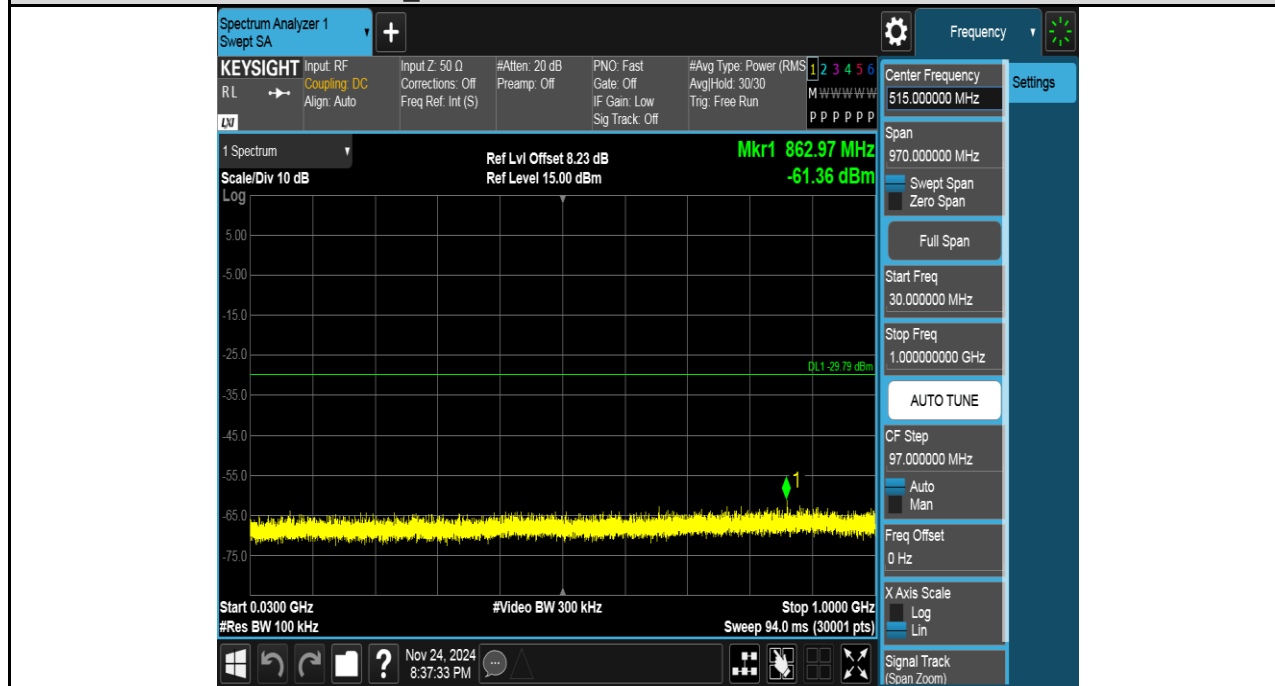 Spectrum Analyzer 1
Swept SA
+
Frequency
KEYSIGHT
RL
LXI
Input: RF
Coupling: DC
Align: Auto
Input Z: 50 Ω
Corrections: Off
Freq Ref: Int (S)
#Atten: 20 dB
Preamp: Off
PNO: Fast
Gate: Off
IF Gain: Low
Sig Track: Off
#Avg Type: Power (RMS
Avg|Hold: 30/30
Trig: Free Run
1 2 3 4 5 6
M W W W W W
P P P P P P
1 Spectrum
Scale/Div 10 dB
Ref Lvl Offset 8.23 dB
Ref Level 15.00 dBm
Mkr1 862.97 MHz
-61.36 dBm
Log
5.00
-5.00
-15.0
-25.0
DL1 -29.79 dBm
-35.0
-45.0
-55.0
1
-65.0
-75.0
Start 0.0300 GHz
#Res BW 100 kHz
#Video BW 300 kHz
Stop 1.0000 GHz
Sweep 94.0 ms (30001 pts)
?
Nov 24, 2024
8:37:33 PM
Center Frequency
515.000000 MHz
Span
970.000000 MHz
Swept Span
Zero Span
Full Span
Start Freq
30.000000 MHz
Stop Freq
1.000000000 GHz
AUTO TUNE
CF Step
97.000000 MHz
Auto
Man
Freq Offset
0 Hz
X Axis Scale
Log
Lin
Signal Track
(Span Zoom)
Settings